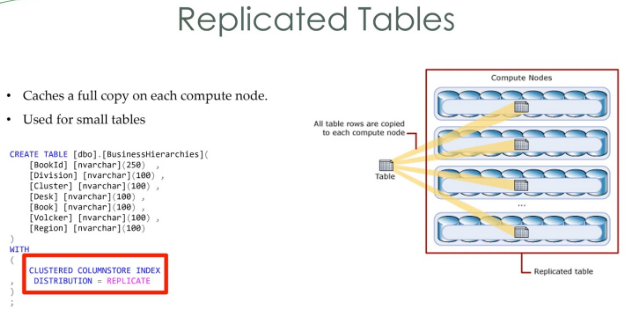 Replicated Tables
• Caches a full copy on each compute node.
• Used for small tables
CREATE TABLE [dbo].[BusinessHierarchies](
[BookId] [nvarchar](250) ,
[Division] [nvarchar](100) ,
[Cluster] [nvarchar](100) ,
[Desk] [nvarchar](100) ,
[Book] [nvarchar](100) ,
[Volcker] [nvarchar](100) ,
[Region] [nvarchar](100)
)
WITH
(
CLUSTERED COLUMNSTORE INDEX
, DISTRIBUTION = REPLICATE
)
;
Compute Nodes
All table rows are copied
to each compute node
Table
...
Replicated table